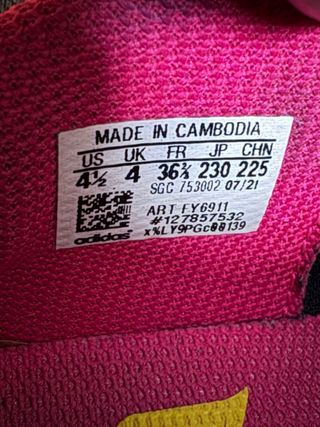 MADE IN CAMBODIA
US UK FR JP CHN
4½ 4 36⅔ 230 225
SGC 753002 07/21
ART FY6911
#127857532
adidas x%LY9PGc88139